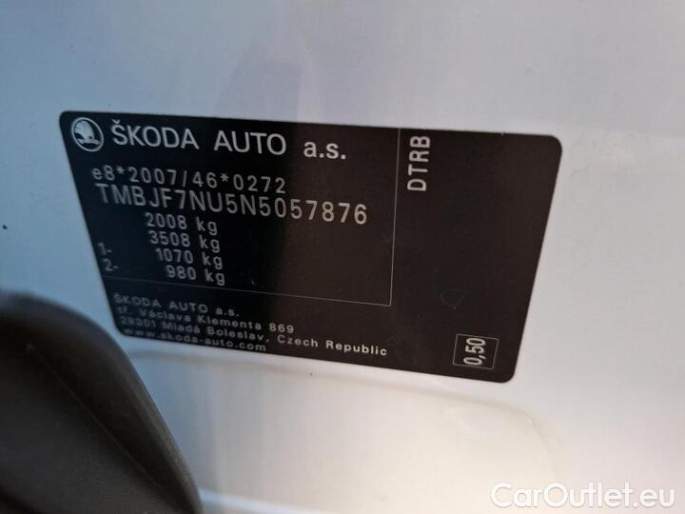 ŠKODA AUTO a.s.
e8*2007/46*0272
TMBJF7NU5N5057876
2008 kg
3508 kg
1- 1070 kg
2- 980 kg
ŠKODA AUTO a.s.
tř. Václava Klementa 869
29301 Mladá Boleslav, Czech Republic
www.skoda-auto.com
DTRB
0,50
CarOutlet.eu